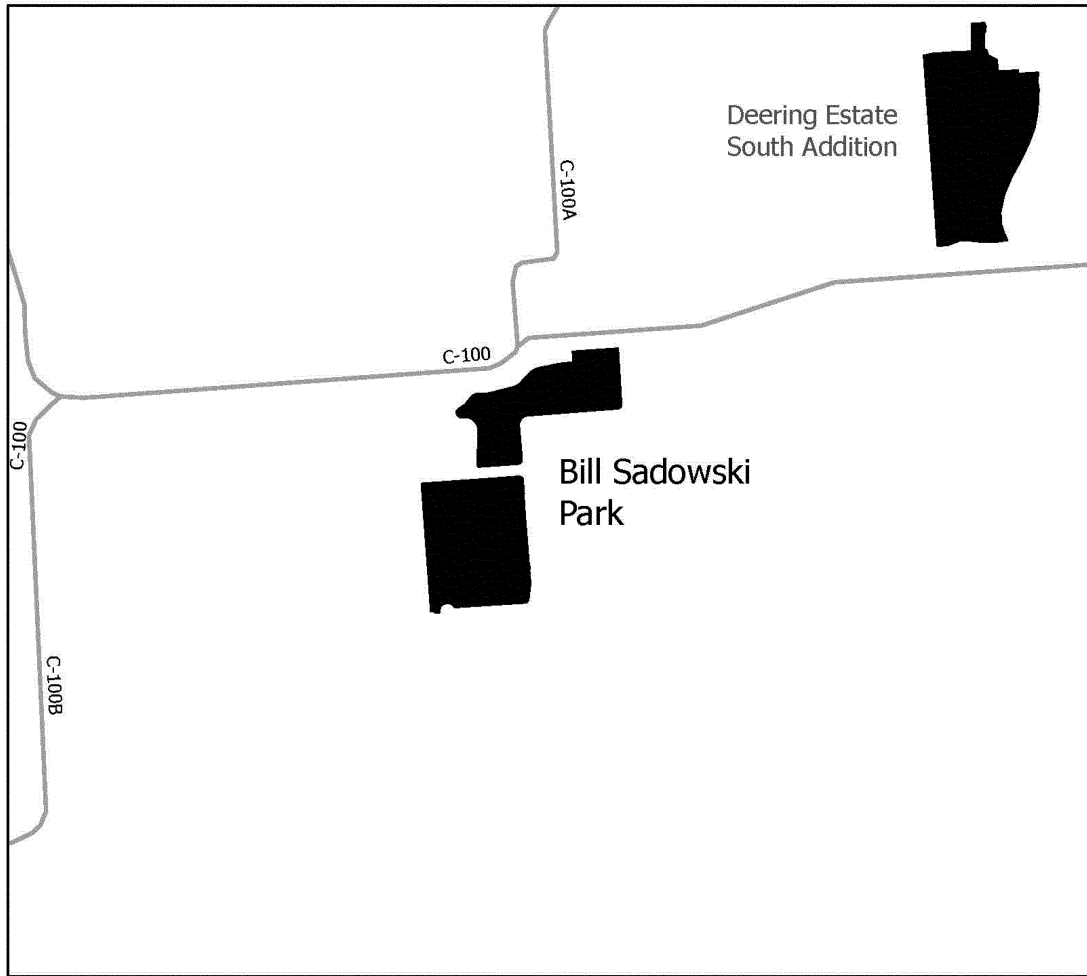 Deering Estate
South Addition
C-100A
C-100
C-100
Bill Sadowski
Park
C-100B